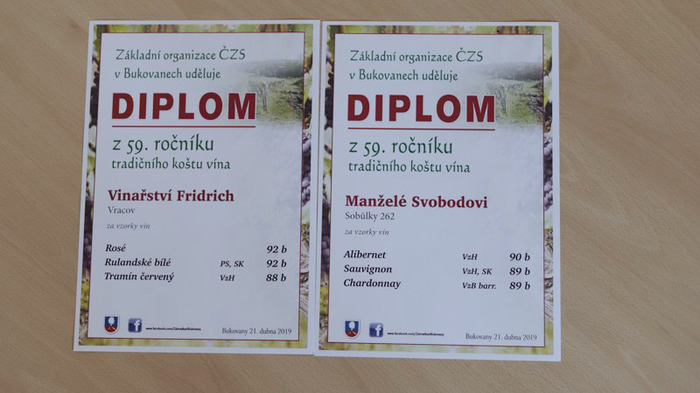 Základní organizace ČZS
v Bukovanech uděluje
DIPLOM
z 59. ročníku
tradičního koštu vína
Vinařství Fridrich
Vracov
za vzorky vín
Rosé 92 b
Rulandské bílé PS, SK 92 b
Tramín červený VzH 88 b
Bukovany 21. dubna 2019
Základní organizace ČZS
v Bukovanech uděluje
DIPLOM
z 59. ročníku
tradičního koštu vína
Manželé Svobodovi
Sobůlky 262
za vzorky vín
Alibernet VzH 90 b
Sauvignon VzH, SK 89 b
Chardonnay VzB barr. 89 b
Bukovany 21. dubna 2019